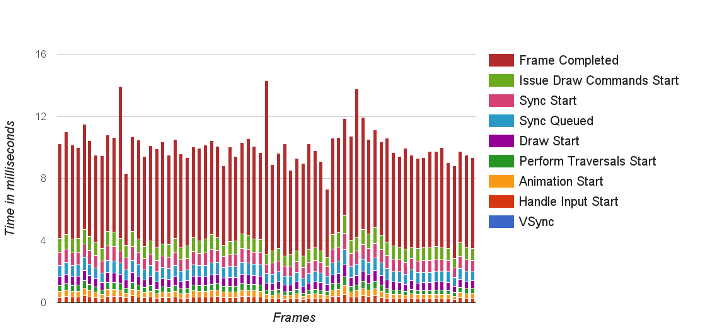 16
12
8
4
0
Time in milliseconds
Frames
Frame Completed
Issue Draw Commands Start
Sync Start
Sync Queued
Draw Start
Perform Traversals Start
Animation Start
Handle Input Start
VSync